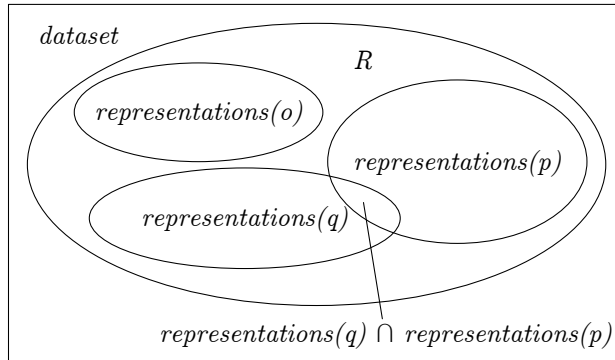 dataset
R
representations(o)
representations(p)
representations(q)
representations(q) ∩ representations(p)